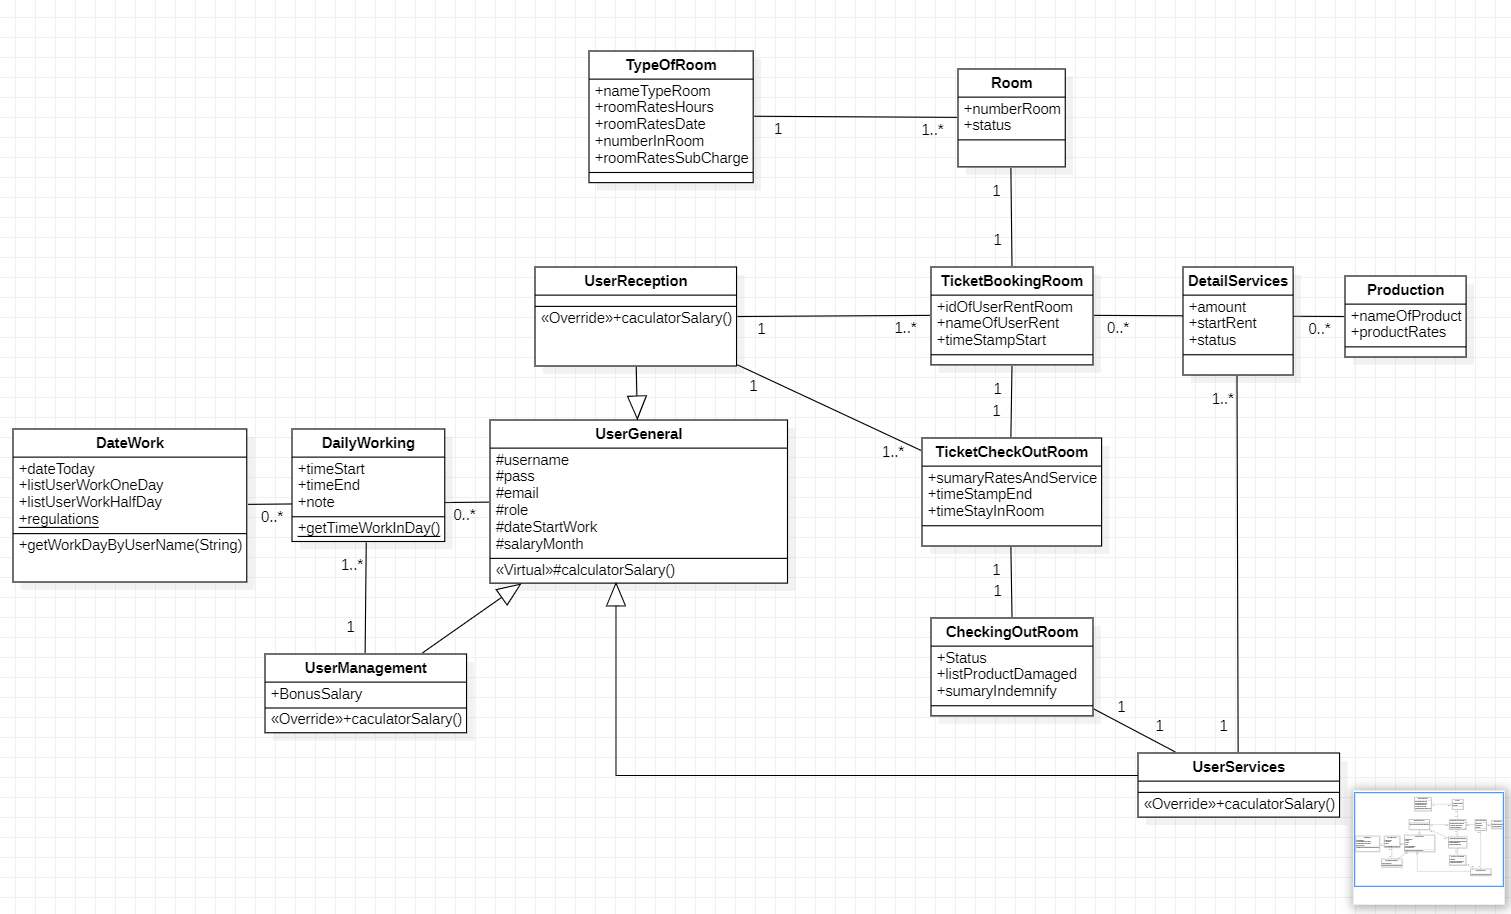 TypeOfRoom
+nameTypeRoom
+roomRatesHours
+roomRatesDate
+numberInRoom
+roomRatesSubCharge
1
1..*
Room
+numberRoom
+status
1
1
UserReception
«Override»+caculatorSalary()
1
1..*
TicketBookingRoom
+idOfUserRentRoom
+nameOfUserRent
+timeStampStart
0..*
DetailServices
+amount
+startRent
+status
0..*
Production
+nameOfProduct
+productRates
1
1..*
1
1
1..*
DateWork
+dateToday
+listUserWorkOneDay
+listUserWorkHalfDay
+regulations
+getWorkDayByUserName(String)
0..*
DailyWorking
+timeStart
+timeEnd
+note
+getTimeWorkInDay()
0..*
UserGeneral
#username
#pass
#email
#role
#dateStartWork
#salaryMonth
«Virtual»#calculatorSalary()
TicketCheckOutRoom
+sumaryRatesAndService
+timeStampEnd
+timeStayInRoom
1..*
1
1
1
UserManagement
+BonusSalary
«Override»+caculatorSalary()
CheckingOutRoom
+Status
+listProductDamaged
+sumaryIndemnify
1
1
1
UserServices
«Override»+caculatorSalary()